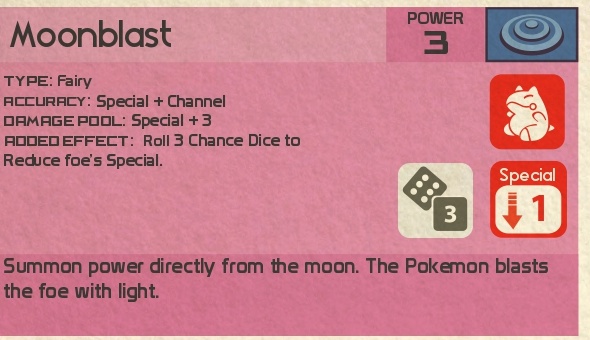 Moonblast
POWER
3
TYPE: Fairy
ACCURACY: Special + Channel
DAMAGE POOL: Special + 3
ADDED EFFECT: Roll 3 Chance Dice to
Reduce foe's Special.
3
Special
1
Summon power directly from the moon. The Pokemon blasts
the foe with light.